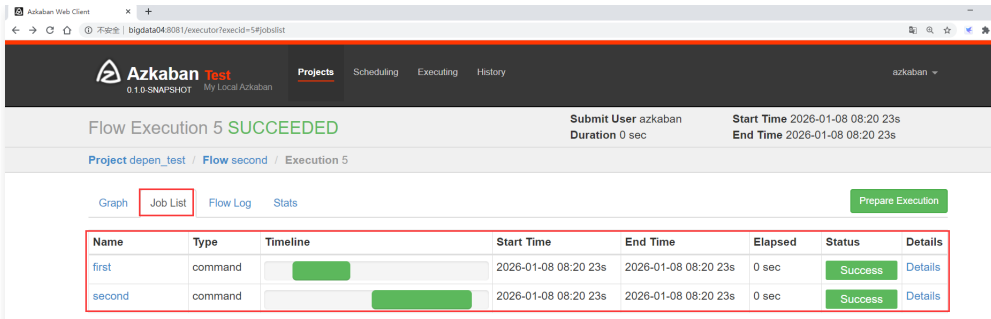 Azkaban Web Client
不安全 bigdata04:8081/executor?execid=5#jobslist
Azkaban Test
0.1.0-SNAPSHOT My Local Azkaban
Projects Scheduling Executing History
azkaban
Flow Execution 5 SUCCEEDED
Submit User azkaban
Duration 0 sec
Start Time 2026-01-08 08:20 23s
End Time 2026-01-08 08:20 23s
Project depen_test / Flow second / Execution 5
Graph Job List Flow Log Stats
Prepare Execution
Name Type Timeline Start Time End Time Elapsed Status Details
first command 2026-01-08 08:20 23s 2026-01-08 08:20 23s 0 sec Success Details
second command 2026-01-08 08:20 23s 2026-01-08 08:20 23s 0 sec Success Details